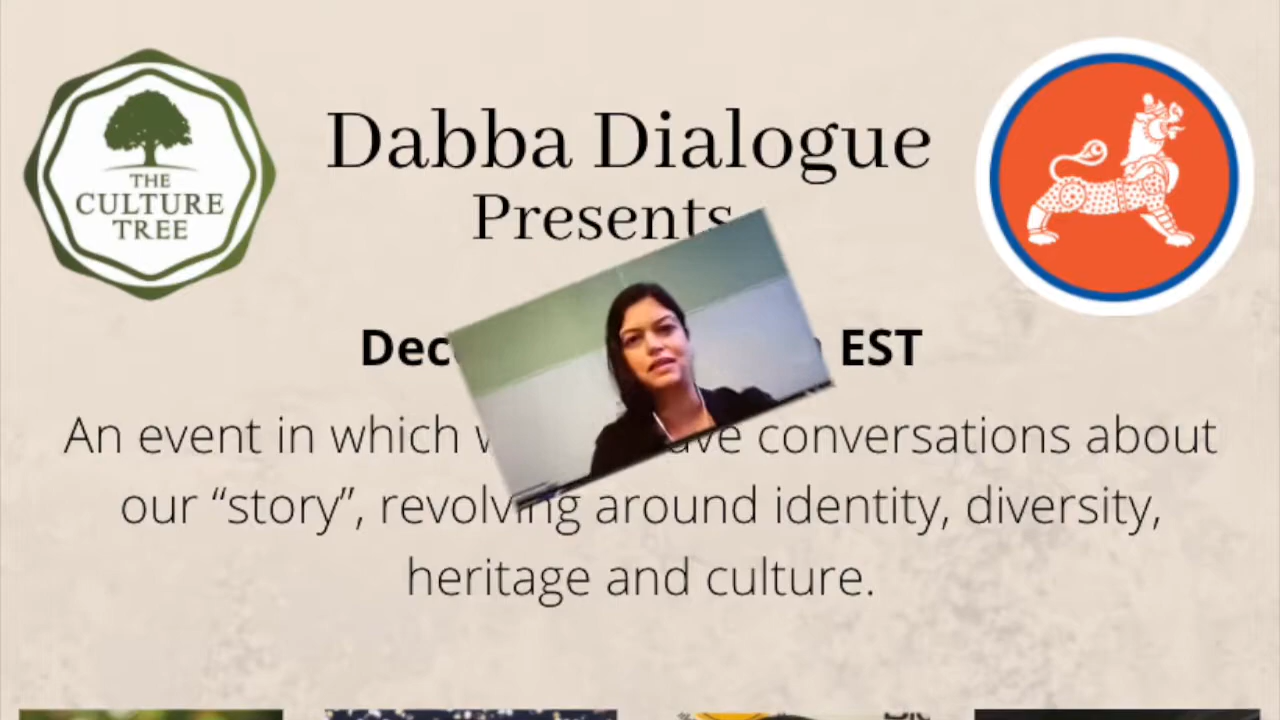 THE
CULTURE
TREE
Dabba Dialogue
Presents
EST
An event in which conversations about
our “story”, revolving around identity, diversity,
heritage and culture.